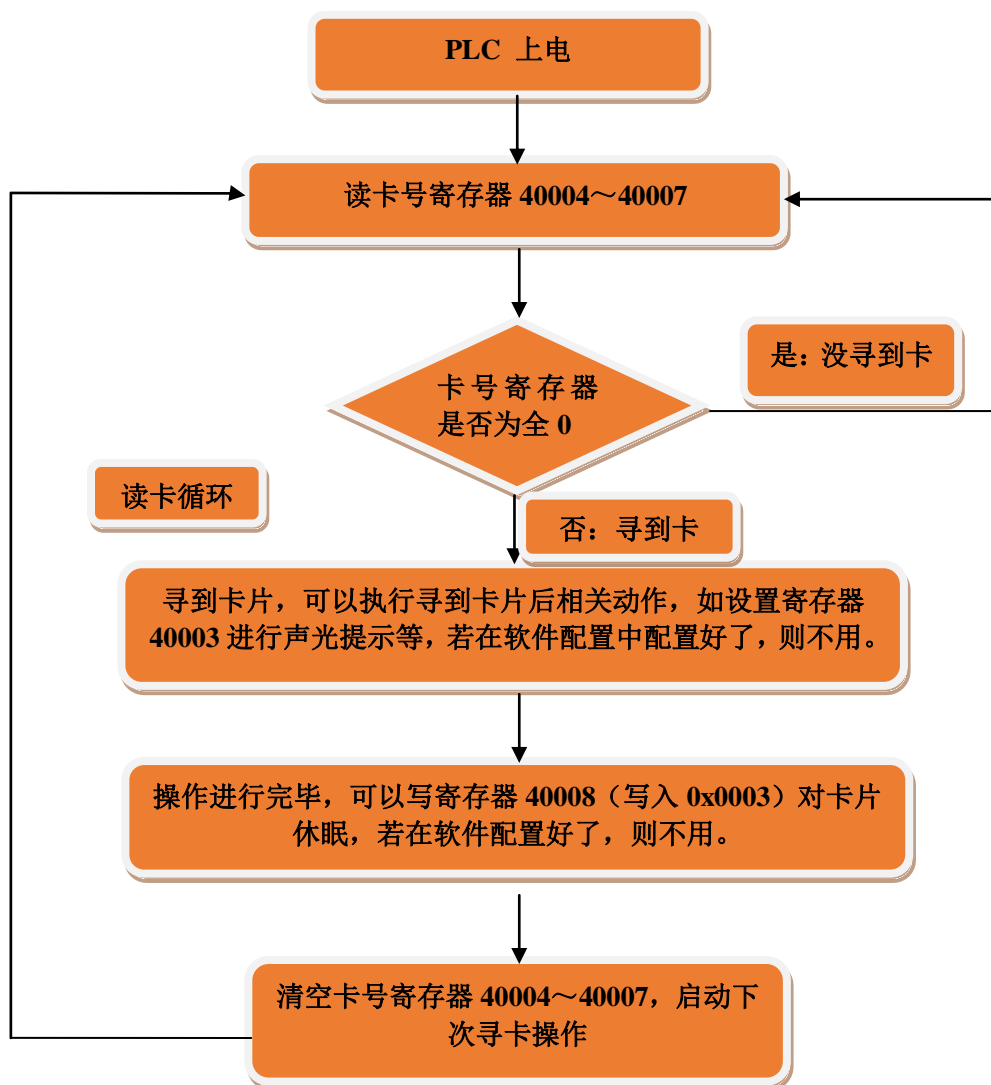 PLC 上电
读卡号寄存器 40004～40007
是：没寻到卡
卡号寄存器
是否为全 0
读卡循环
否：寻到卡
寻到卡片，可以执行寻到卡片后相关动作，如设置寄存器
40003 进行声光提示等，若在软件配置中配置好了，则不用。
操作进行完毕，可以写寄存器 40008（写入 0x0003）对卡片
休眠，若在软件配置好了，则不用。
清空卡号寄存器 40004～40007，启动下
次寻卡操作